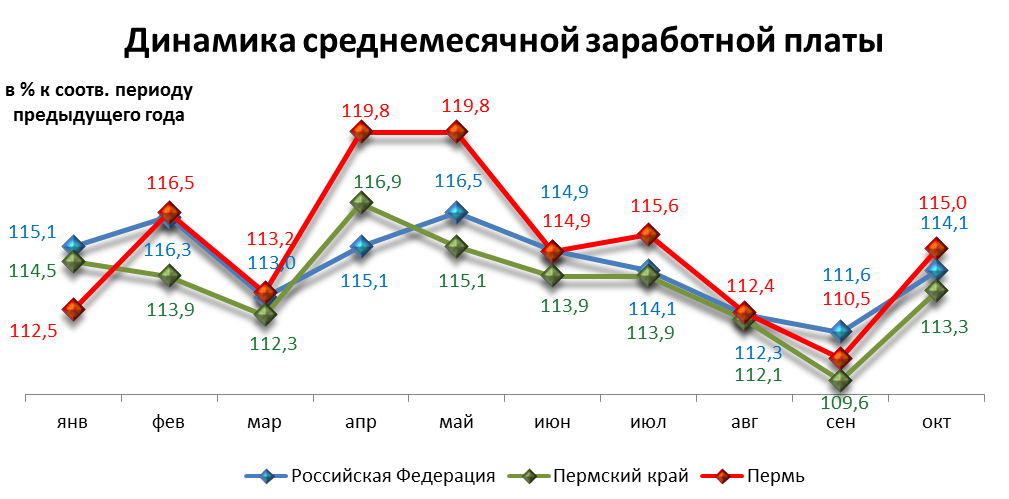 Динамика среднемесячной заработной платы
в % к соотв. периоду
предыдущего года
119,8 119,8
116,9 116,5
116,5 114,9
115,1 116,3 113,2 114,9 115,6 115,0
114,5 113,0 114,1
112,5 113,9 112,3 115,1 115,1 113,9 114,1 112,4 111,6
113,9 112,3 110,5 113,3
112,1 109,6
янв фев мар апр май июн июл авг сен окт
Российская Федерация Пермский край Пермь